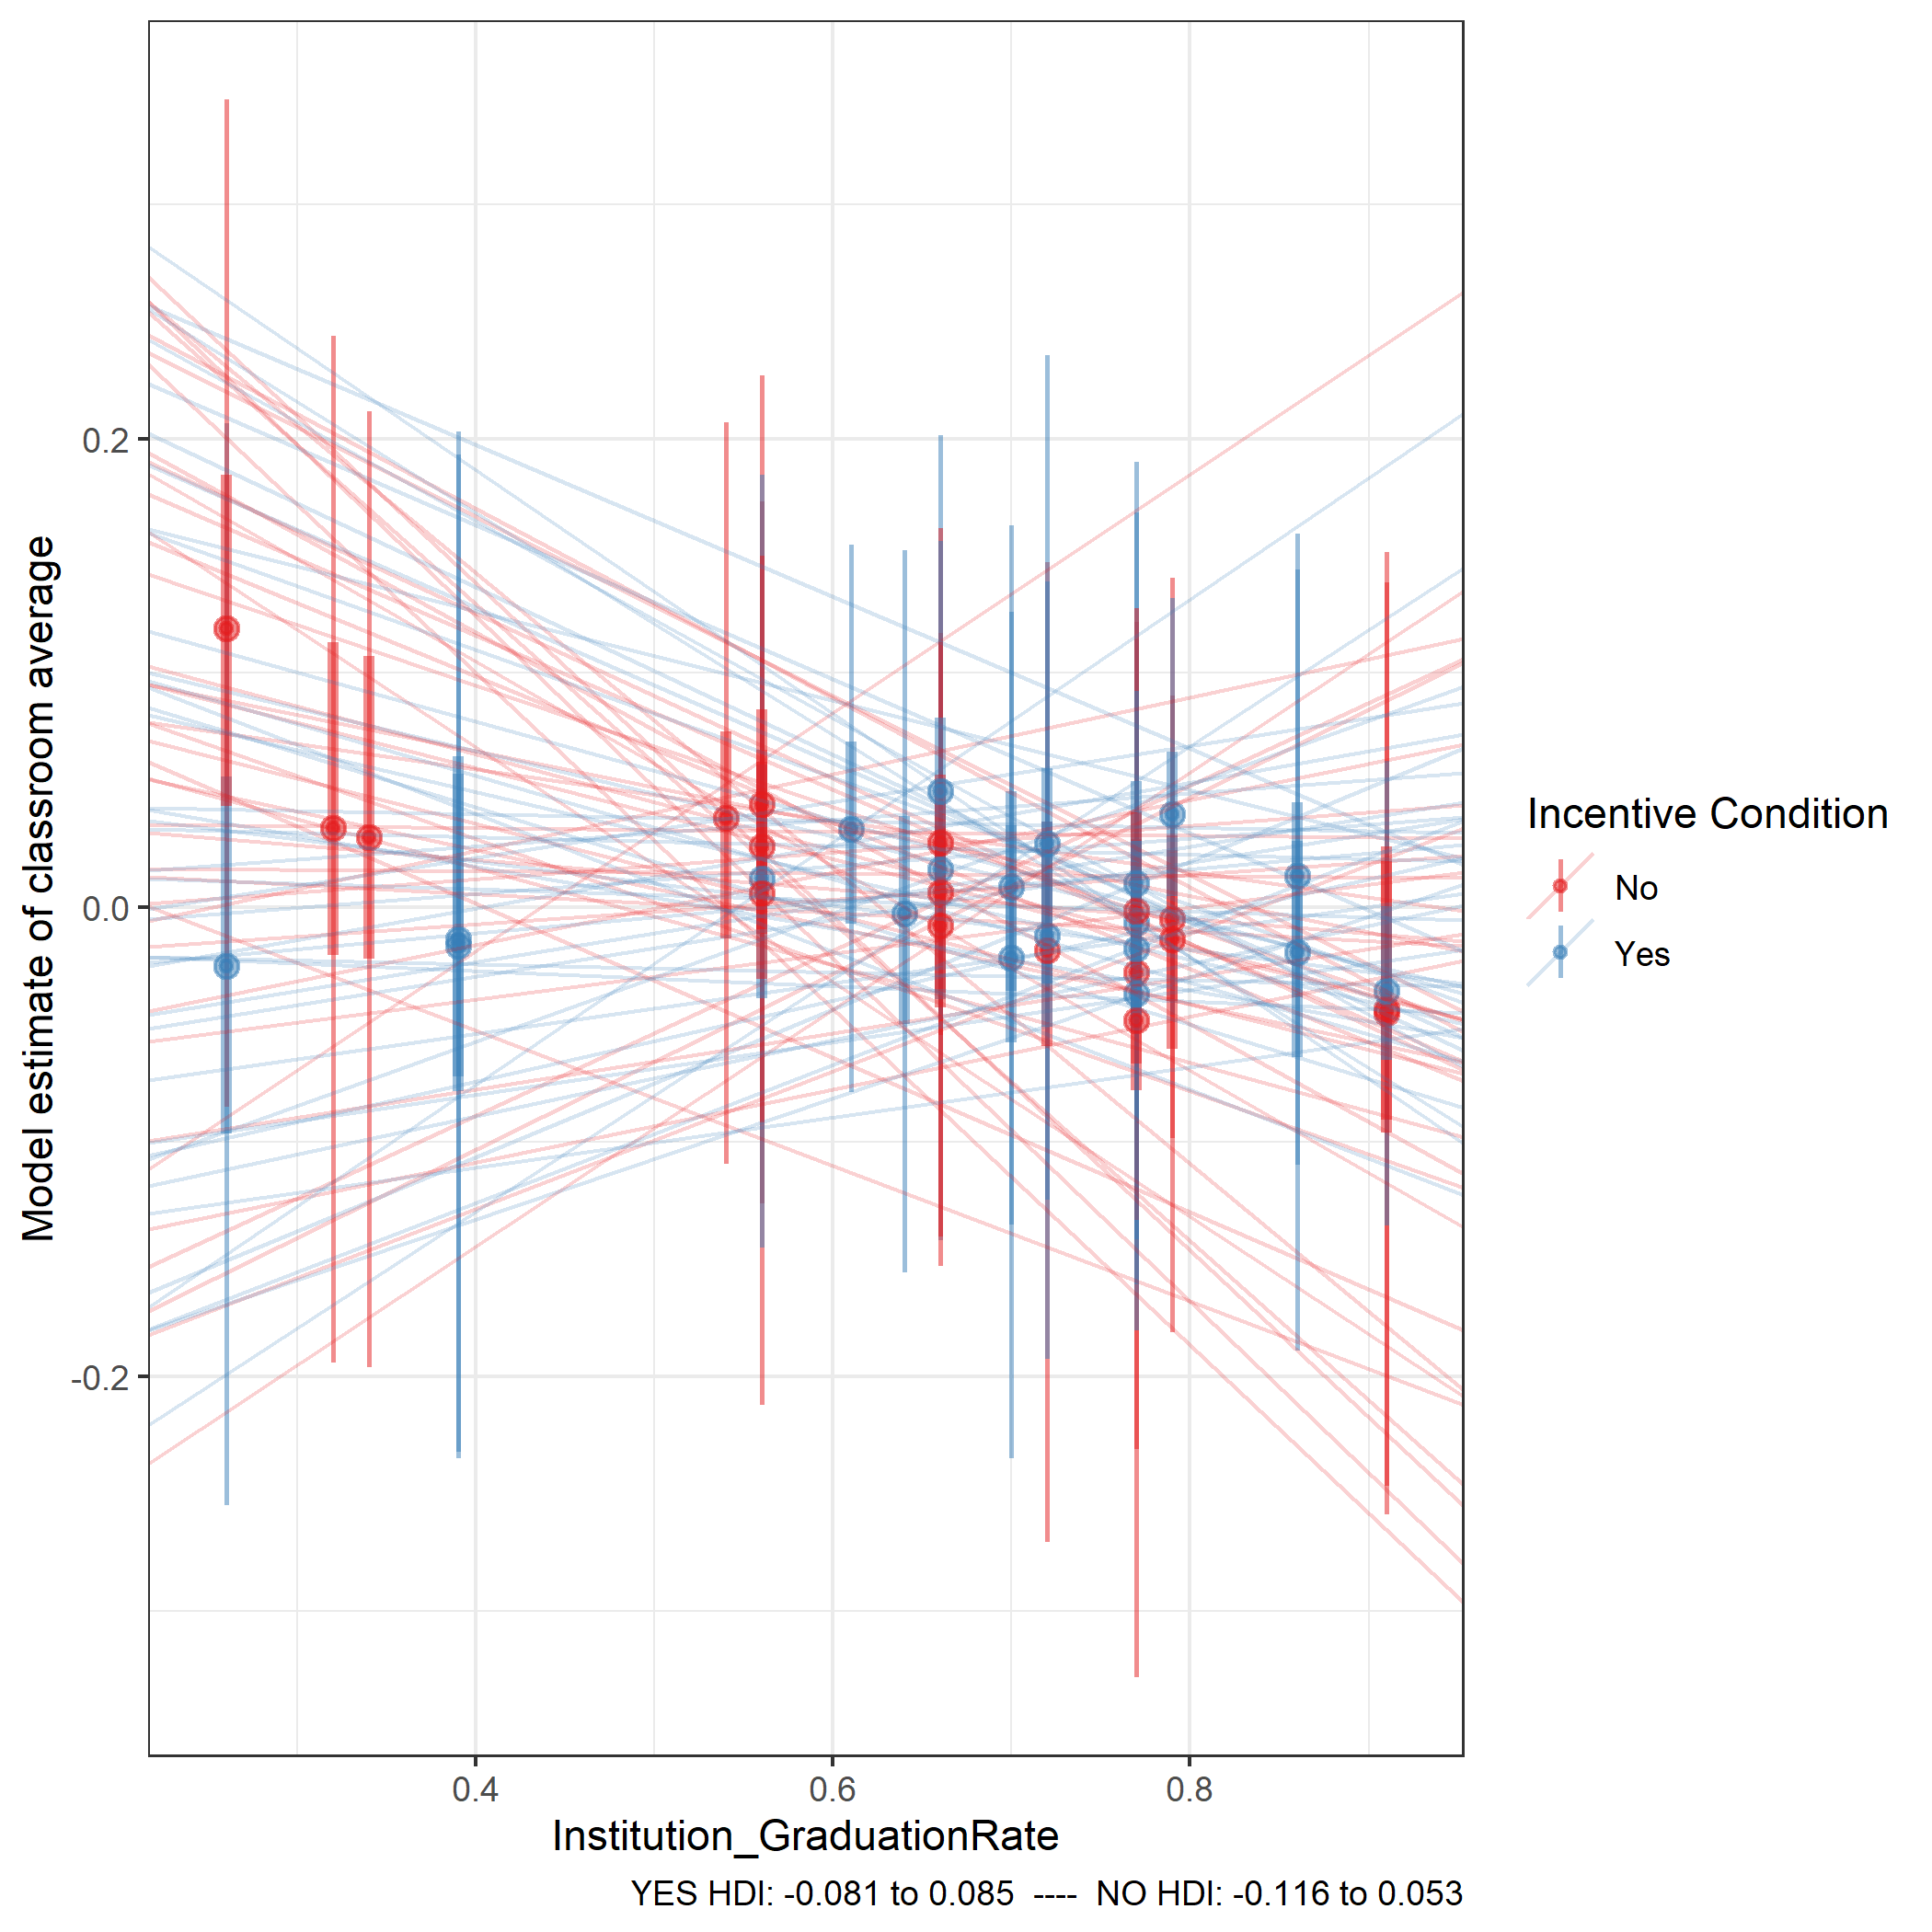 Model estimate of classroom average
0.2
0.0
-0.2
0.4
0.6
0.8
Institution_GraduationRate
YES HDI: -0.081 to 0.085 ---- NO HDI: -0.116 to 0.053
Incentive Condition
No
Yes